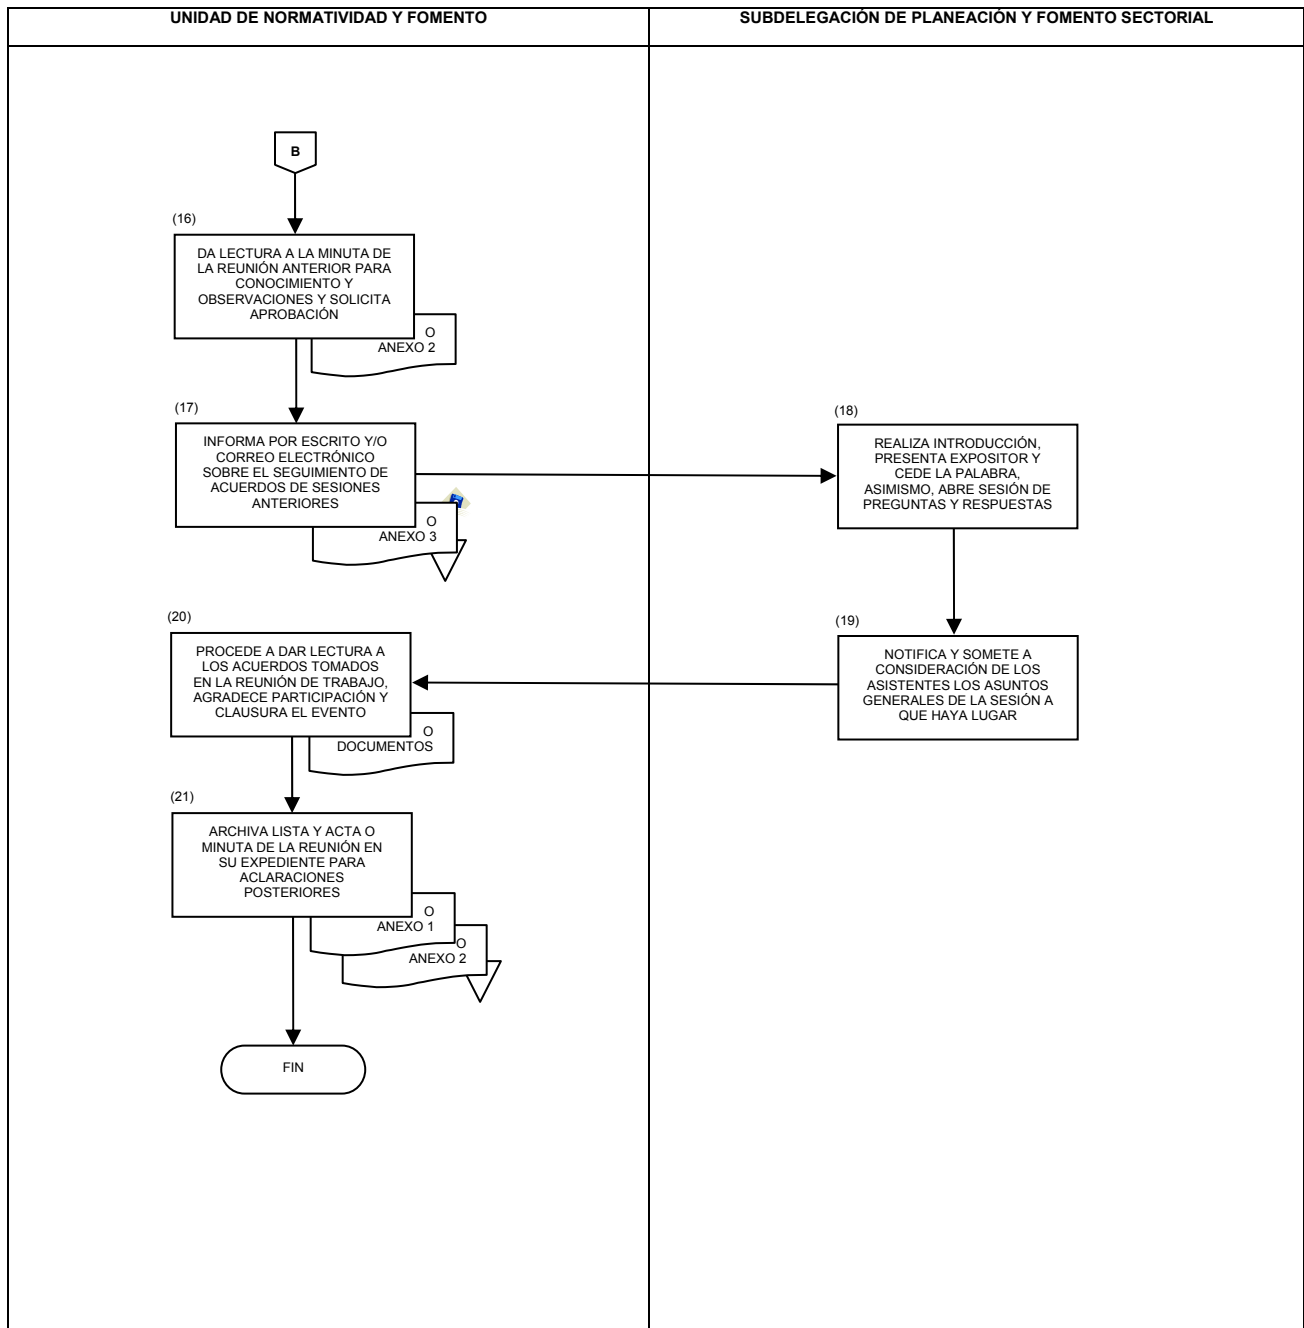 UNIDAD DE NORMATIVIDAD Y FOMENTO
SUBDELEGACIÓN DE PLANEACIÓN Y FOMENTO SECTORIAL
B
(16)
DA LECTURA A LA MINUTA DE
LA REUNIÓN ANTERIOR PARA
CONOCIMIENTO Y
OBSERVACIONES Y SOLICITA
APROBACIÓN
O
ANEXO 2
(17)
INFORMA POR ESCRITO Y/O
CORREO ELECTRÓNICO
SOBRE EL SEGUIMIENTO DE
ACUERDOS DE SESIONES
ANTERIORES
O
ANEXO 3
(18)
REALIZA INTRODUCCIÓN,
PRESENTA EXPOSITOR Y
CEDE LA PALABRA,
ASIMISMO, ABRE SESIÓN DE
PREGUNTAS Y RESPUESTAS
(19)
NOTIFICA Y SOMETE A
CONSIDERACIÓN DE LOS
ASISTENTES LOS ASUNTOS
GENERALES DE LA SESIÓN A
QUE HAYA LUGAR
(20)
PROCEDE A DAR LECTURA A
LOS ACUERDOS TOMADOS
EN LA REUNIÓN DE TRABAJO,
AGRADECE PARTICIPACIÓN Y
CLAUSURA EL EVENTO
O
DOCUMENTOS
(21)
ARCHIVA LISTA Y ACTA O
MINUTA DE LA REUNIÓN EN
SU EXPEDIENTE PARA
ACLARACIONES
POSTERIORES
O
ANEXO 1
O
ANEXO 2
FIN